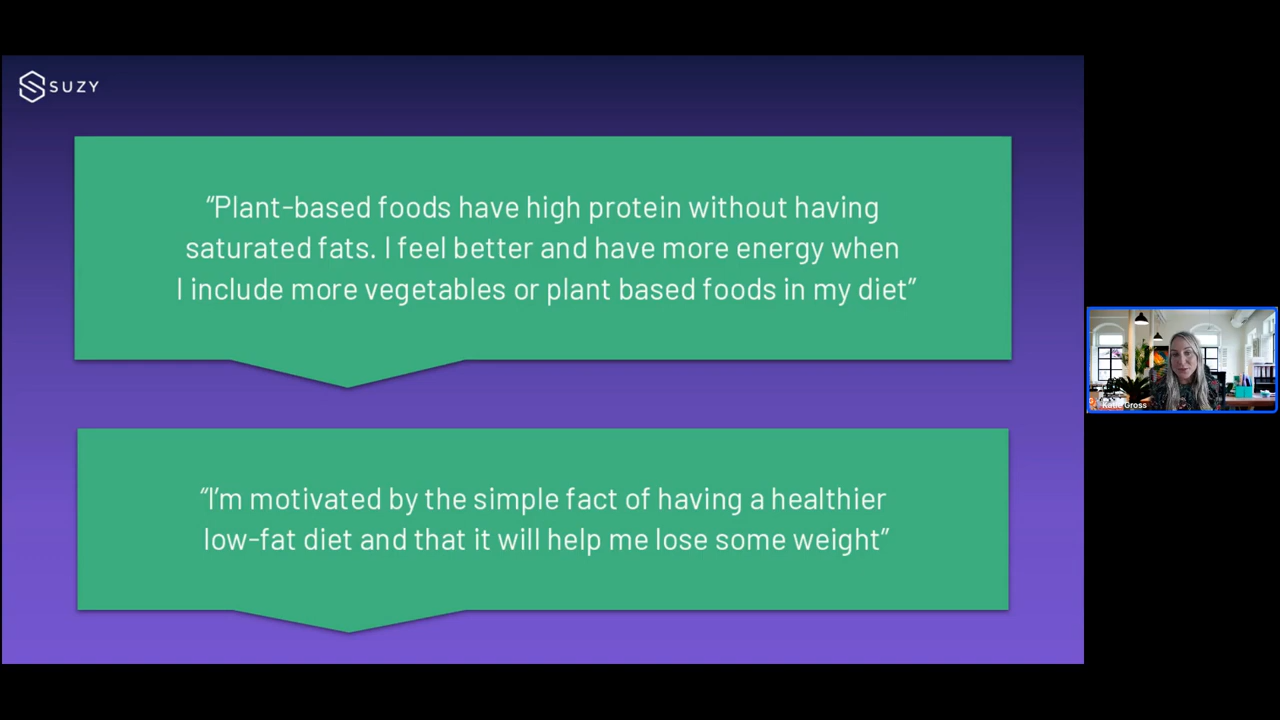 SUZY
“Plant-based foods have high protein without having
saturated fats. I feel better and have more energy when
I include more vegetables or plant based foods in my diet”
“I’m motivated by the simple fact of having a healthier
low-fat diet and that it will help me lose some weight”
Katie Gross